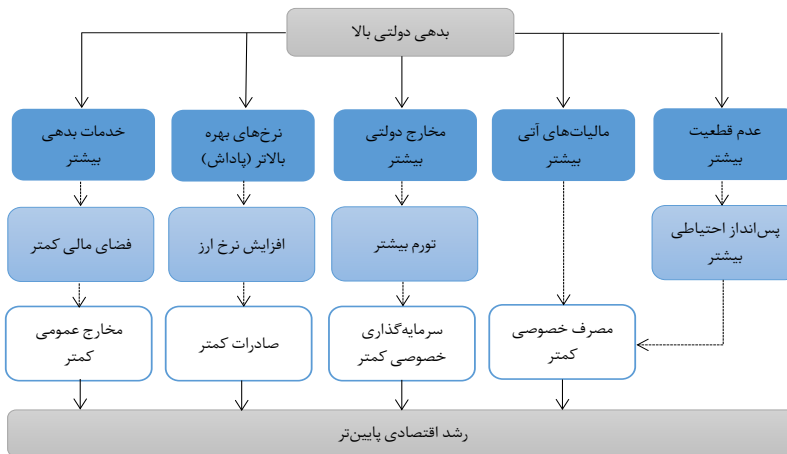 بدهی دولتی بالا
عدم قطعیت
بیشتر
مالیات‌های آتی
بیشتر
مخارج دولتی
بیشتر
نرخ‌های بهره
بالاتر (پاداش)
خدمات بدهی
بیشتر
پس‌انداز احتیاطی
بیشتر
تورم بیشتر
افزایش نرخ ارز
فضای مالی کمتر
مصرف خصوصی
کمتر
سرمایه‌گذاری
خصوصی کمتر
صادرات کمتر
مخارج عمومی
کمتر
رشد اقتصادی پایین‌تر